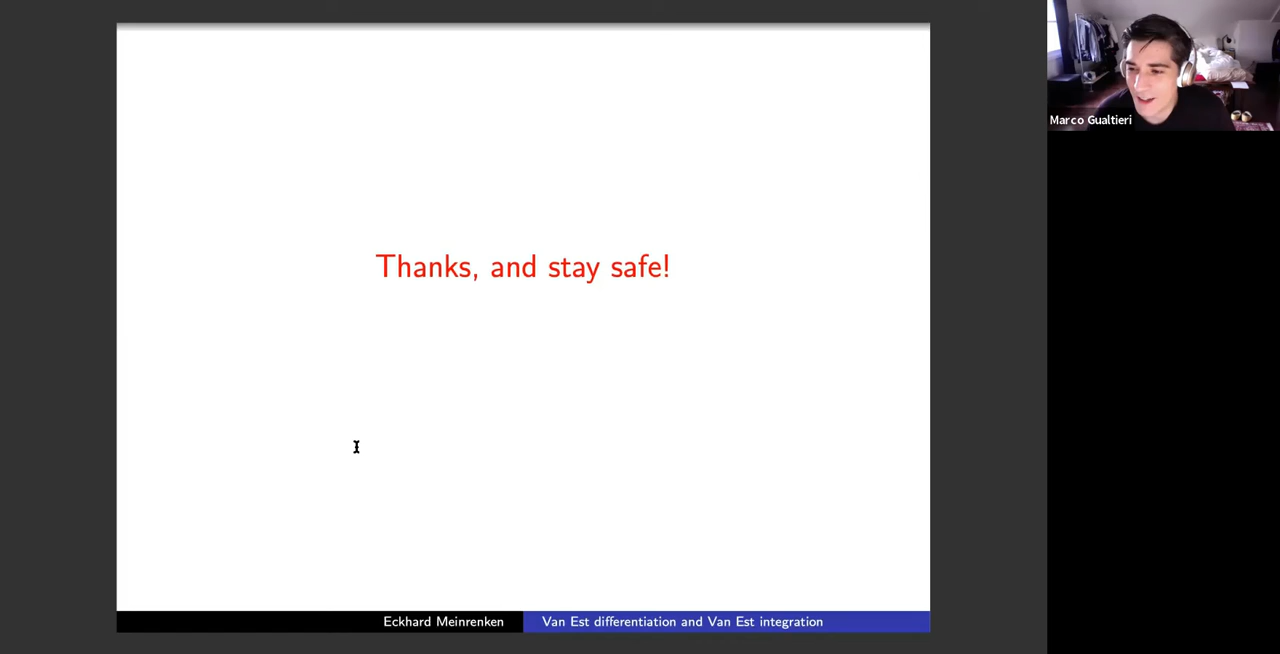 Marco Gualtieri
Thanks, and stay safe!
Eckhard Meinrenken
Van Est differentiation and Van Est integration